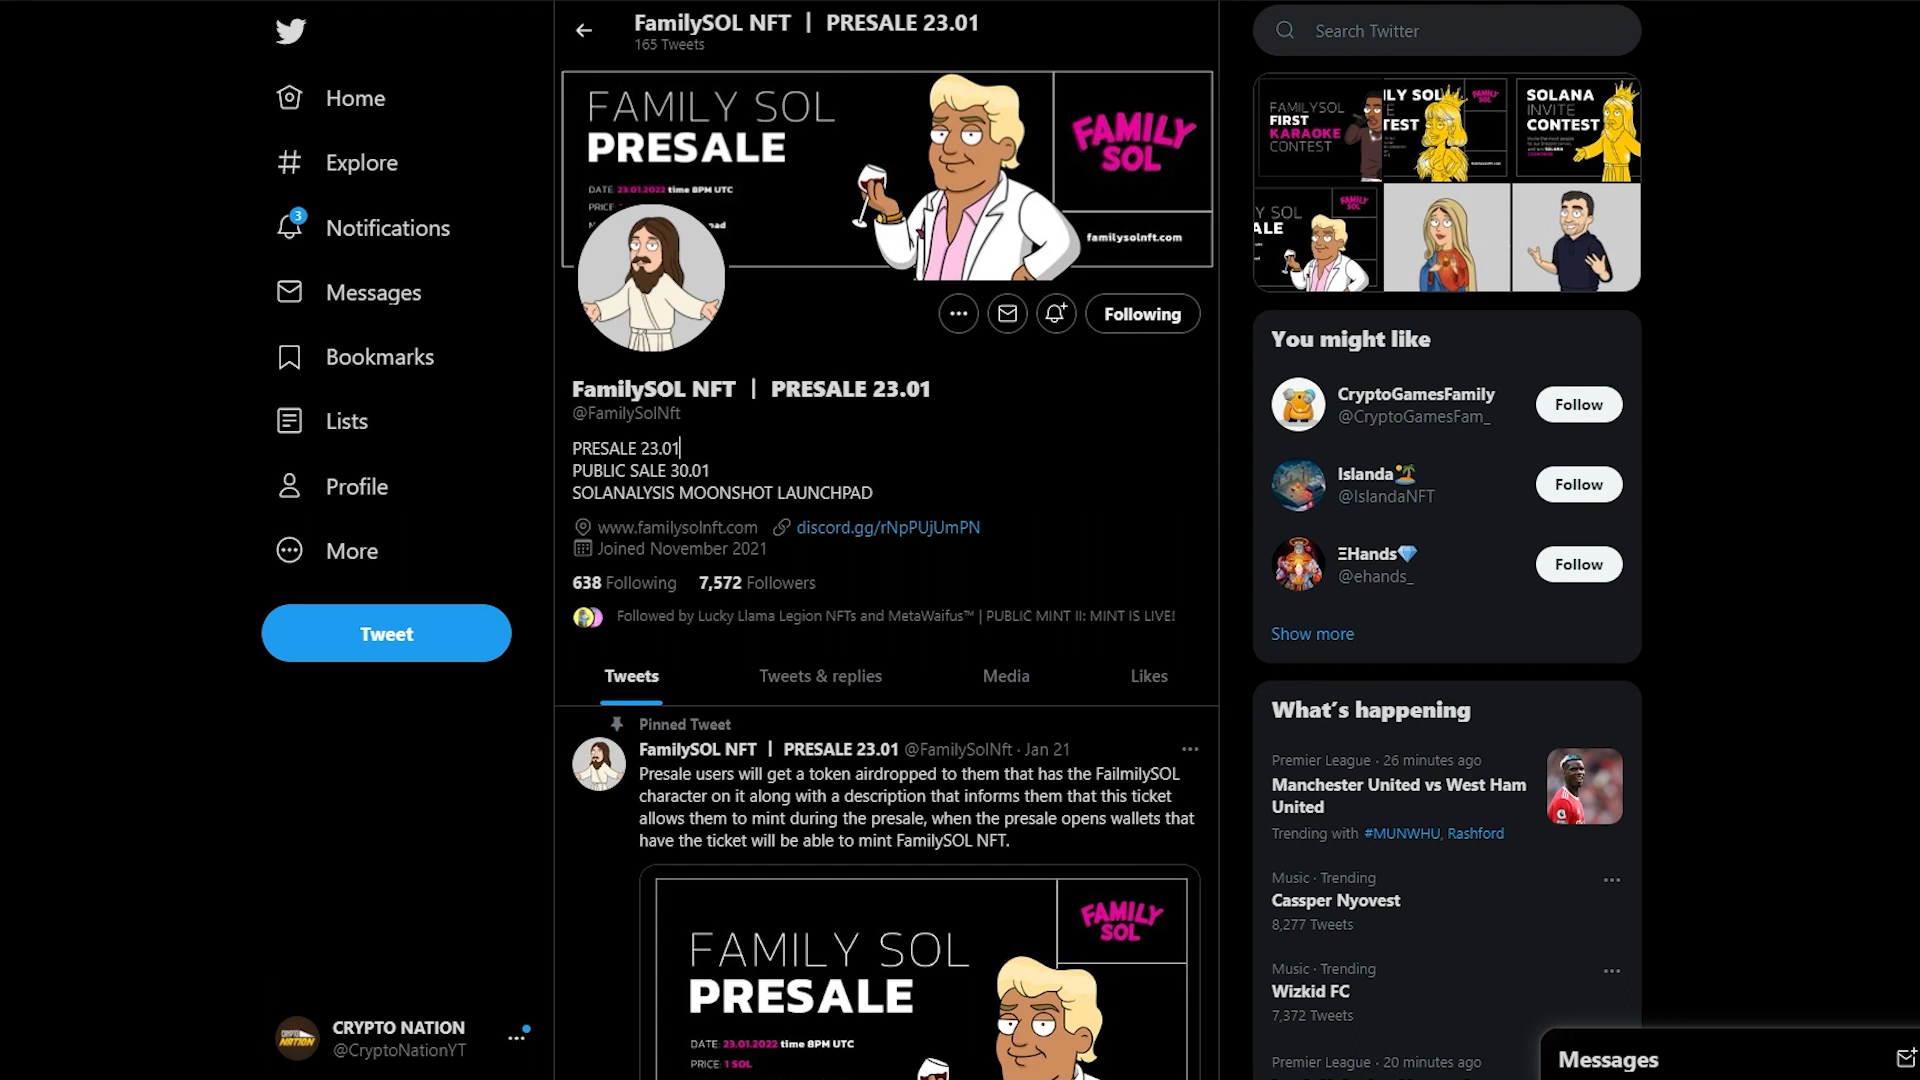 Home
Explore
3
Notifications
Messages
Bookmarks
Lists
Profile
More
Tweet
CRYPTO NATION
@CryptoNationYT
FamilySOL NFT | PRESALE 23.01
165 Tweets
FAMILY SOL
PRESALE
DATE: 23.01.2022 time 8PM UTC
PRICE:
FAMILY
SOL
familysolnft.com
Following
FamilySOL NFT | PRESALE 23.01
@FamilySolNft
PRESALE 23.01
PUBLIC SALE 30.01
SOLANALYSIS MOONSHOT LAUNCHPAD
www.familysolnft.com discord.gg/rNpPUjUmPN
Joined November 2021
638 Following 7,572 Followers
Followed by Lucky Llama Legion NFTs and MetaWaifus™ | PUBLIC MINT II: MINT IS LIVE!
Tweets Tweets & replies Media Likes
Pinned Tweet
FamilySOL NFT | PRESALE 23.01 @FamilySolNft · Jan 21
Presale users will get a token airdropped to them that has the FailmilySOL
character on it along with a description that informs them that this ticket
allows them to mint during the presale, when the presale opens wallets that
have the ticket will be able to mint FamilySOL NFT.
FAMILY SOL
PRESALE
DATE: 23.01.2022 time 8PM UTC
PRICE: 1 SOL
FAMILY
SOL
Search Twitter
FAMILYSOL
FIRST
KARAOKE
CONTEST
ILY SOL
E
TEST
FAMILY
SOL
SOLANA
INVITE
CONTEST
Y SOL
ALE
FAMILY
SOL
You might like
CryptoGamesFamily
@CryptoGamesFam_
Follow
Islanda🏝
@IslandaNFT
Follow
ΞHands💎
@ehands_
Follow
Show more
What's happening
Premier League · 26 minutes ago
Manchester United vs West Ham
United
Trending with #MUNWHU, Rashford
Music · Trending
Cassper Nyovest
8,277 Tweets
Music · Trending
Wizkid FC
7,372 Tweets
Premier League · 20 minutes ago
Messages